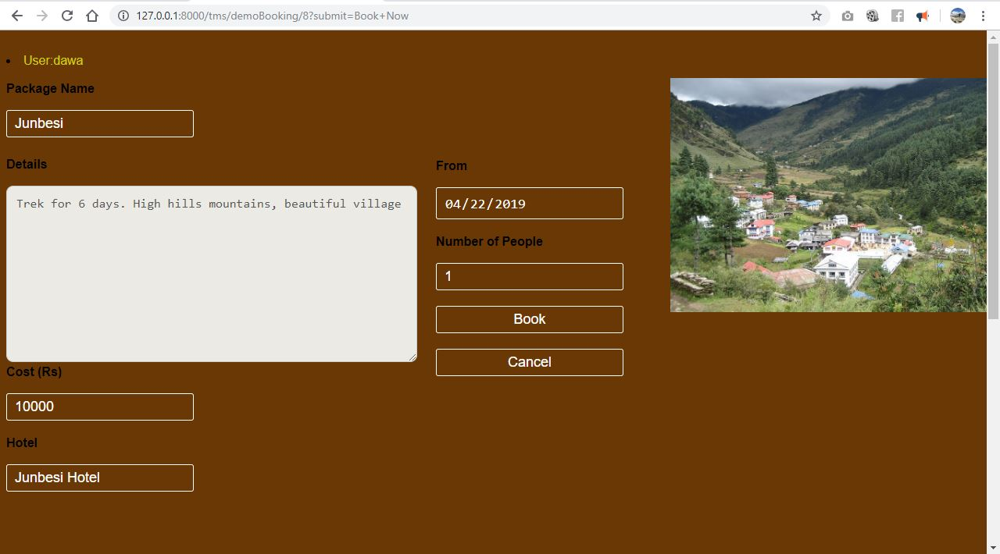 127.0.0.1:8000/tms/demoBooking/8?submit=Book+Now
User:dawa
Package Name
Junbesi
Details
Trek for 6 days. High hills mountains, beautiful village
Cost (Rs)
10000
Hotel
Junbesi Hotel
From
04/22/2019
Number of People
1
Book
Cancel